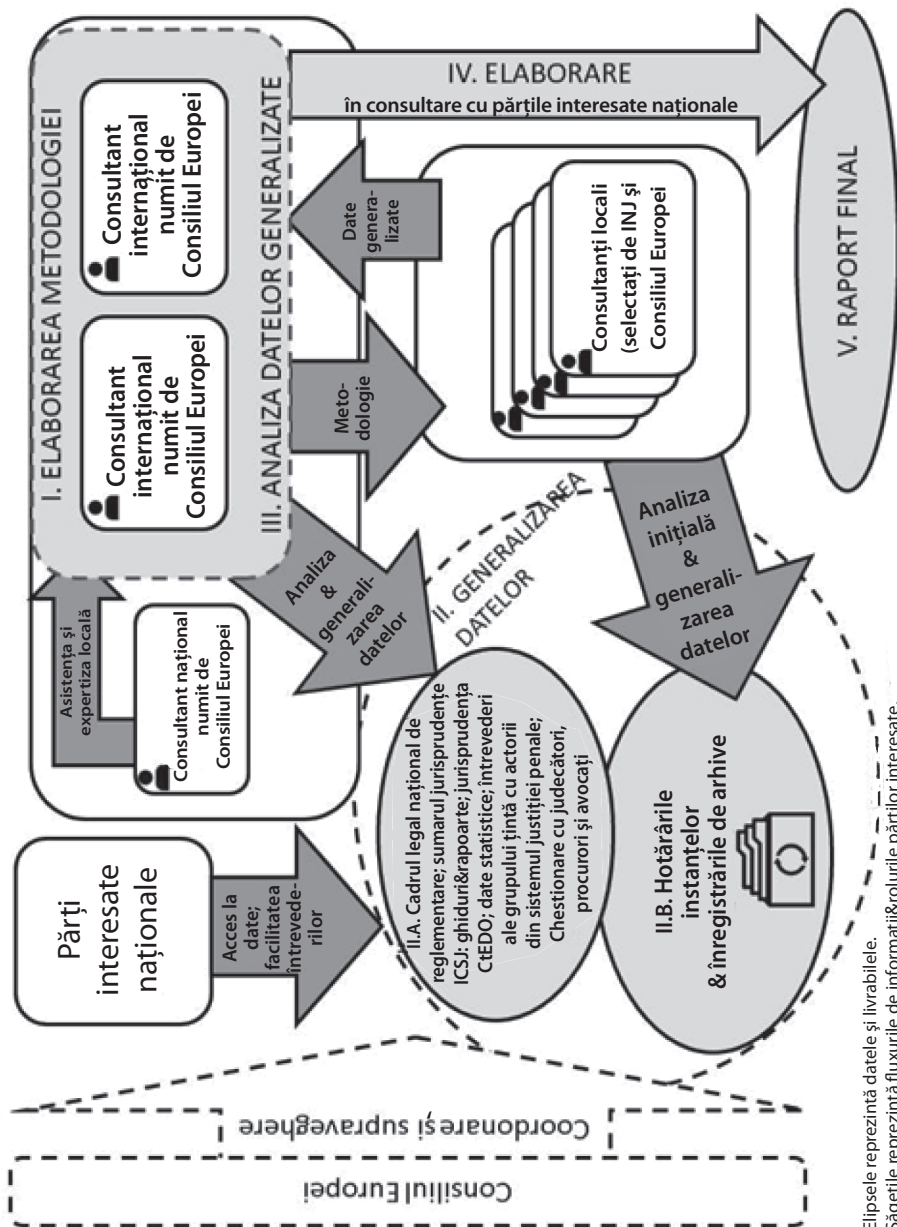 Consiliul Europei
Coordonare și supraveghere
Părți
interesate
naționale
Acces la
date;
facilitatea
întrevede-
rilor
Asistența și
expertiza locală
Consultant național
numit de
Consiliul Europei
I. ELABORAREA METODOLOGIEI
Consultant
internațional
numit de
Consiliul Europei
Consultant
internațional
numit de
Consiliul Europei
III. ANALIZA DATELOR GENERALIZATE
Analiza
&
generali-
zarea
datelor
Meto-
dologie
Date
genera-
lizate
IV. ELABORARE
în consultare cu părțile interesate naționale
II. GENERALIZAREA
DATELOR
II.A. Cadrul legal național de
reglementare; sumarul jurisprudențe
ICSJ; ghiduri&rapoarte; jurisprudența
CtEDO; date statistice; întrevederi
ale grupului țintă cu actorii
din sistemul justiției penale;
Chestionare cu judecători,
procurori și avocați
Consultanți locali
(selectați de INJ și
Consiliul Europei
Analiza
inițială
&
generali-
zarea
datelor
II.B. Hotărârile
instanțelor
& înregistrările de arhive
V. RAPORT FINAL
Elipsele reprezintă datele și livrabilele.
Săgețile reprezintă fluxurile de informații&rolurile părților interesate.